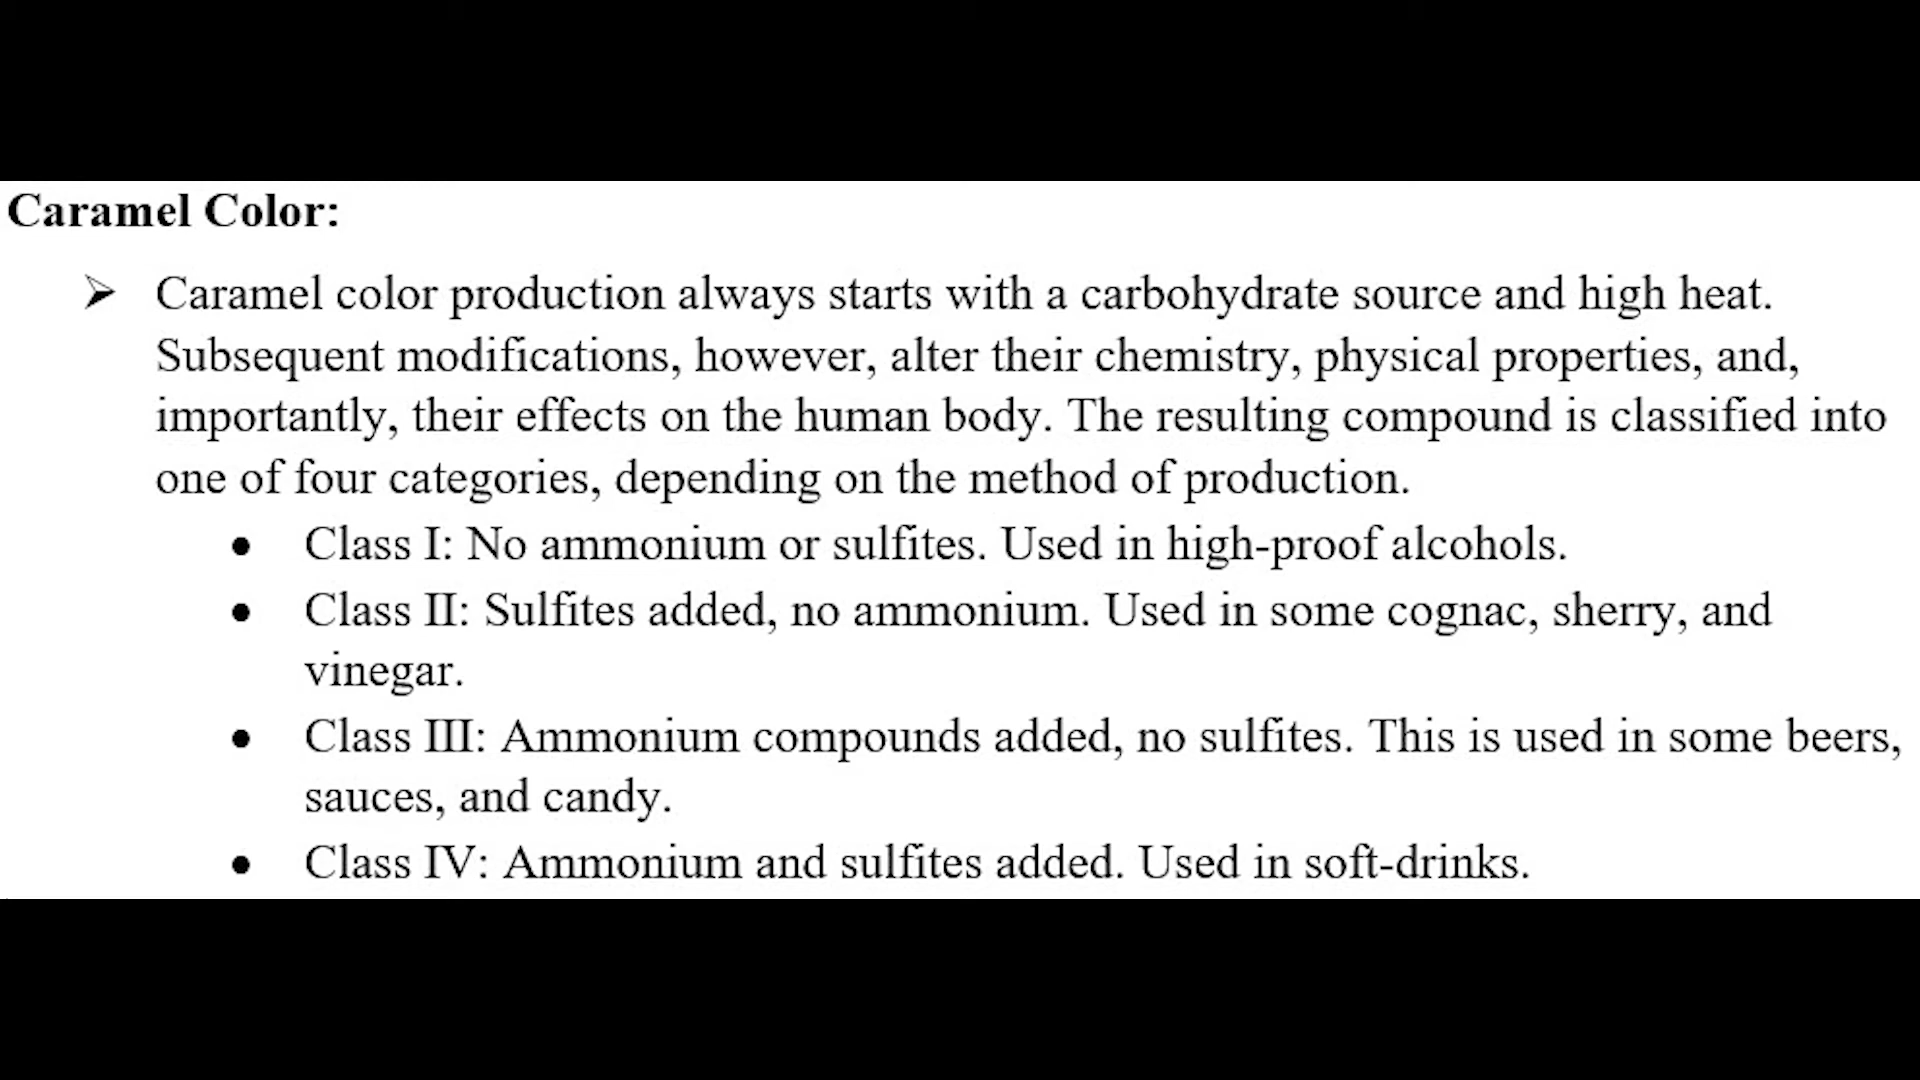 Caramel Color:
➢ Caramel color production always starts with a carbohydrate source and high heat.
Subsequent modifications, however, alter their chemistry, physical properties, and,
importantly, their effects on the human body. The resulting compound is classified into
one of four categories, depending on the method of production.
• Class I: No ammonium or sulfites. Used in high-proof alcohols.
• Class II: Sulfites added, no ammonium. Used in some cognac, sherry, and
vinegar.
• Class III: Ammonium compounds added, no sulfites. This is used in some beers,
sauces, and candy.
• Class IV: Ammonium and sulfites added. Used in soft-drinks.